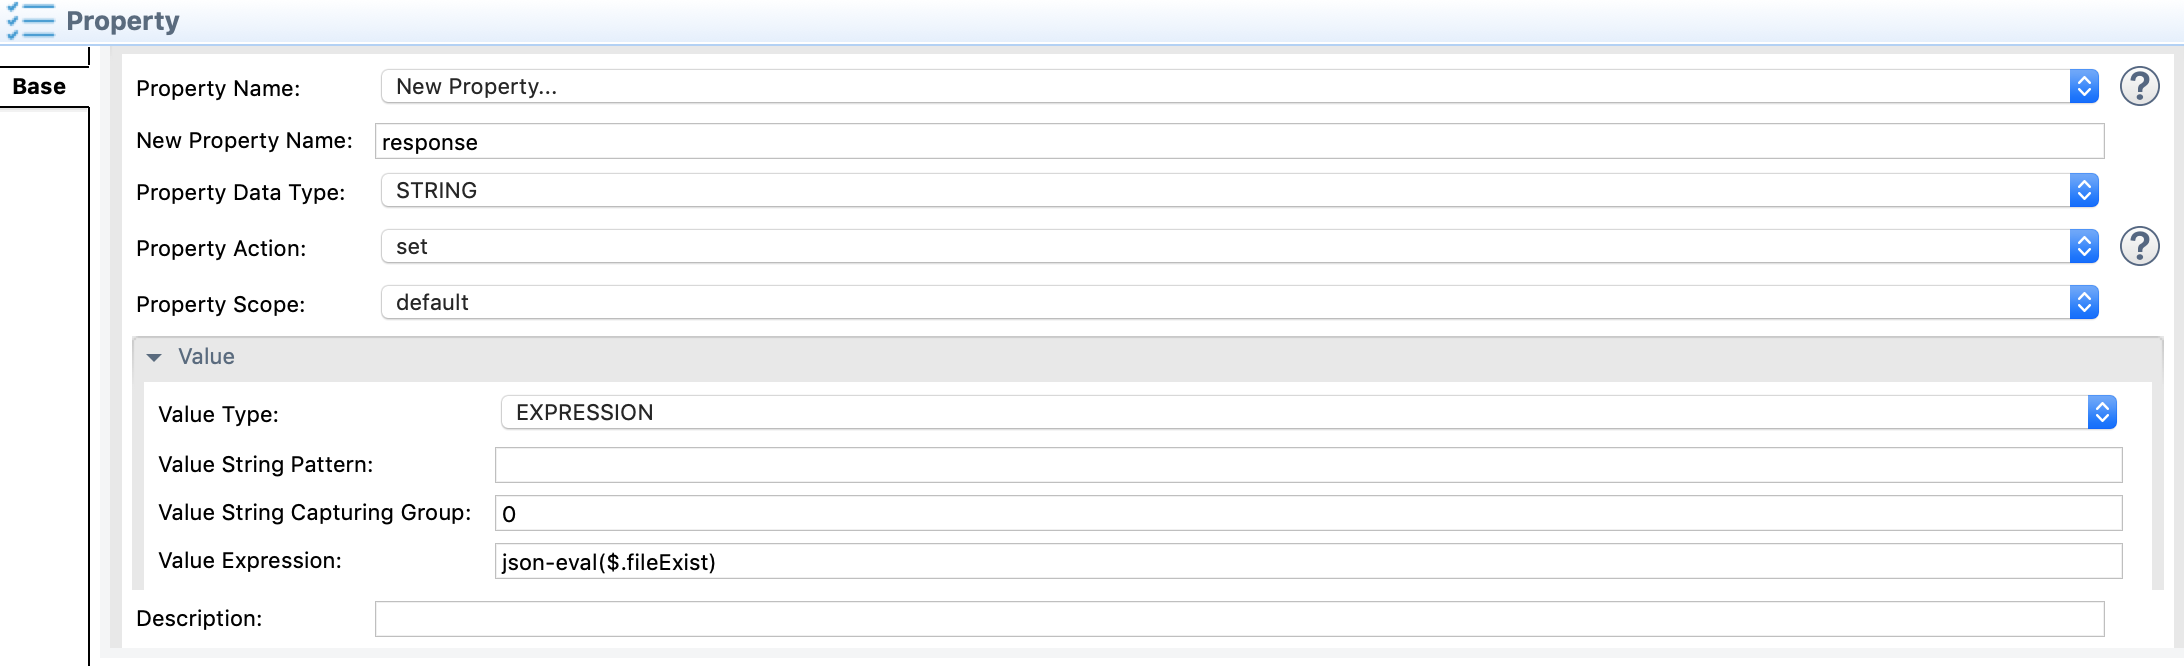 Property
Base
Property Name: New Property... ?
New Property Name: response
Property Data Type: STRING
Property Action: set ?
Property Scope: default
Value
Value Type: EXPRESSION
Value String Pattern:
Value String Capturing Group: 0
Value Expression: json-eval($.fileExist)
Description: